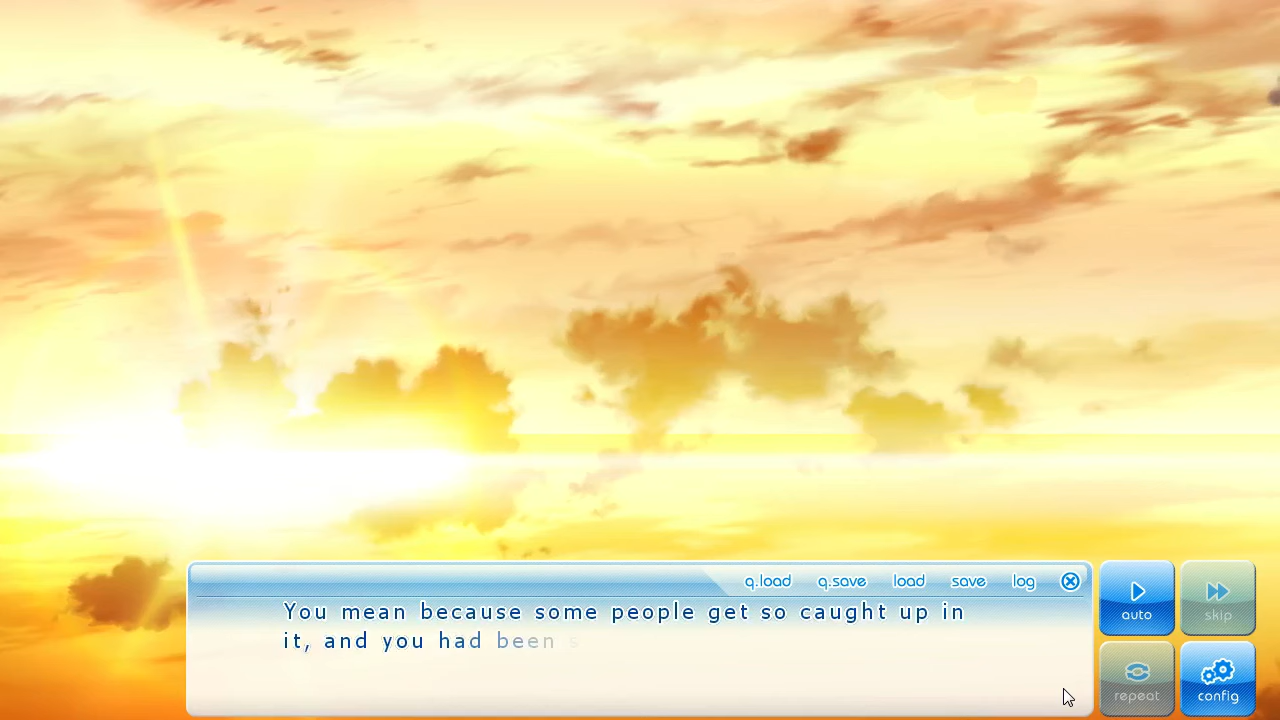 q.load q.save load save log
You mean because some people get so caught up in
it, and you had been s
auto
skip
repeat
config